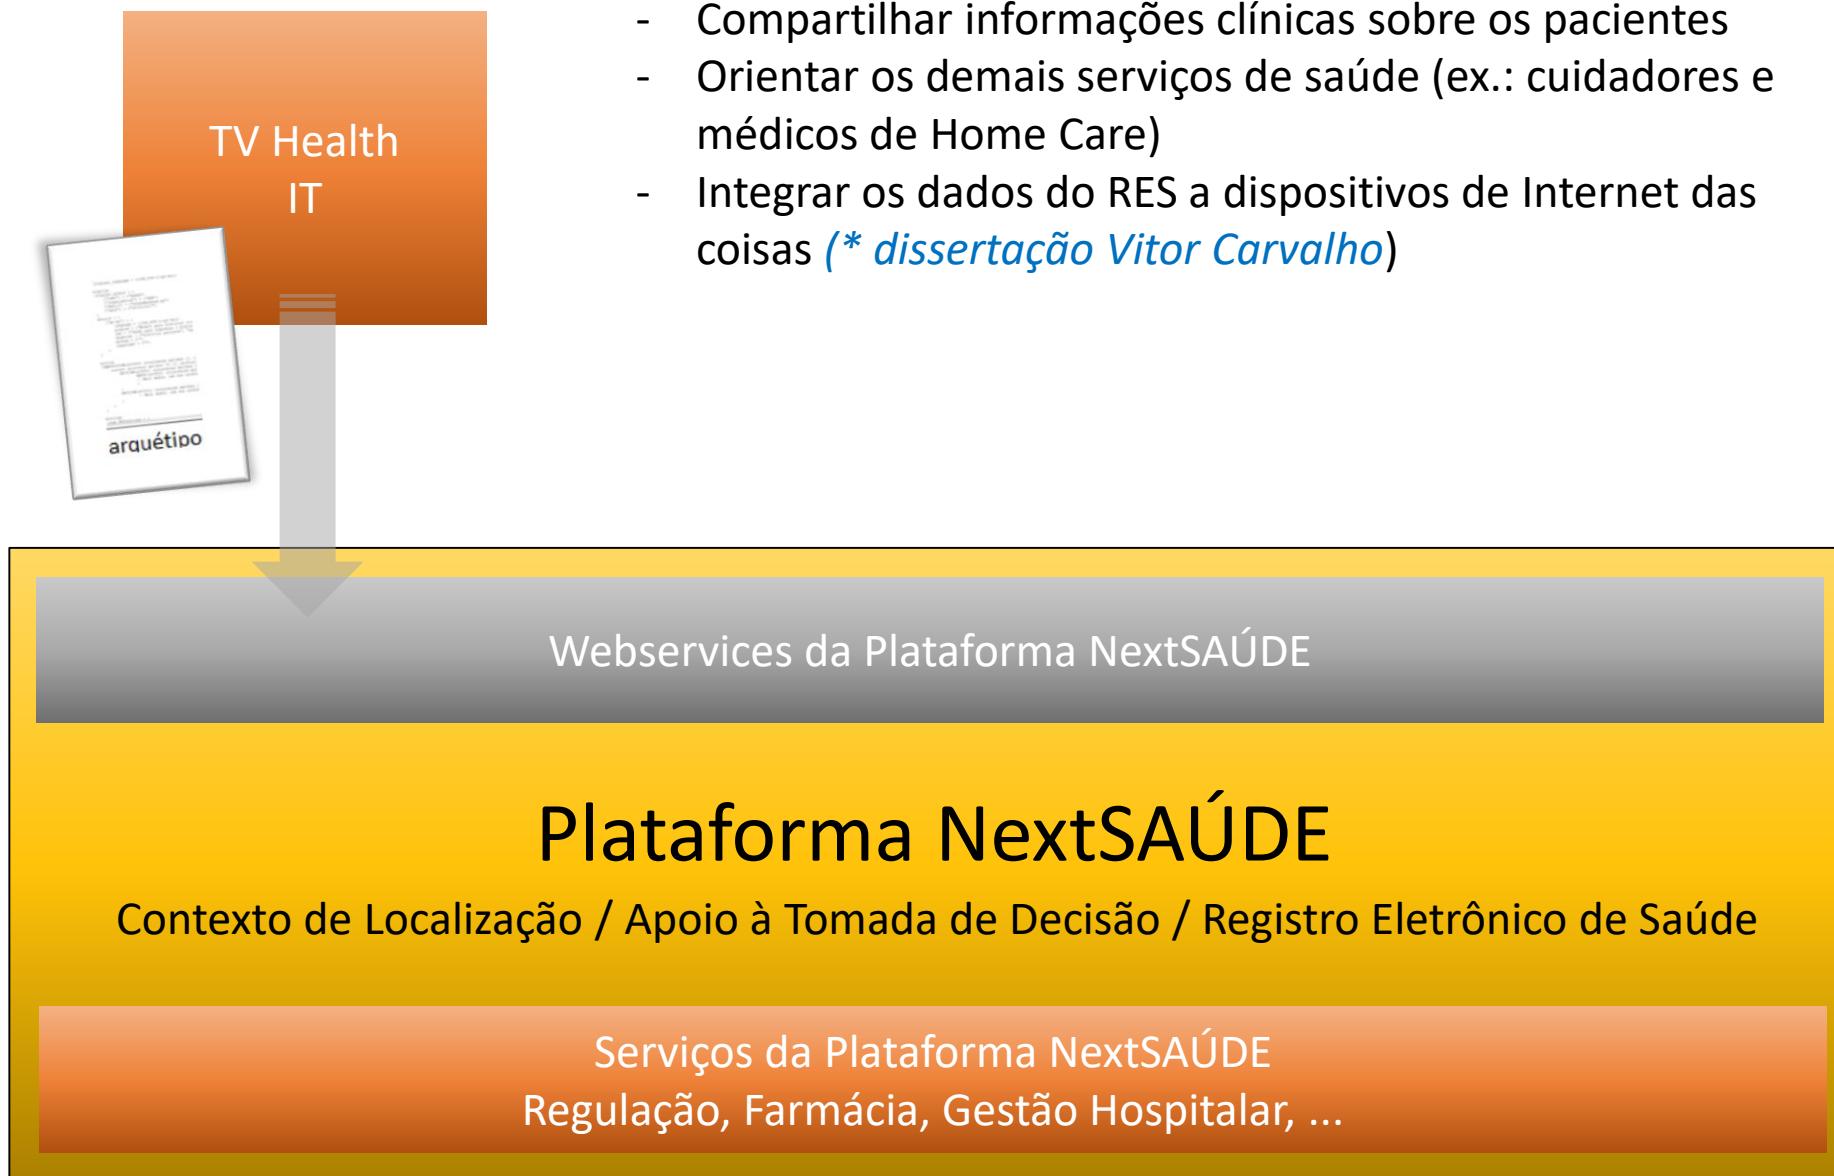 - Compartilhar informações clínicas sobre os pacientes
- Orientar os demais serviços de saúde (ex.: cuidadores e
médicos de Home Care)
- Integrar os dados do RES a dispositivos de Internet das
coisas (* dissertação Vitor Carvalho)
TV Health
IT
arquétipo
Webservices da Plataforma NextSAÚDE
Plataforma NextSAÚDE
Contexto de Localização / Apoio à Tomada de Decisão / Registro Eletrônico de Saúde
Serviços da Plataforma NextSAÚDE
Regulação, Farmácia, Gestão Hospitalar, ...